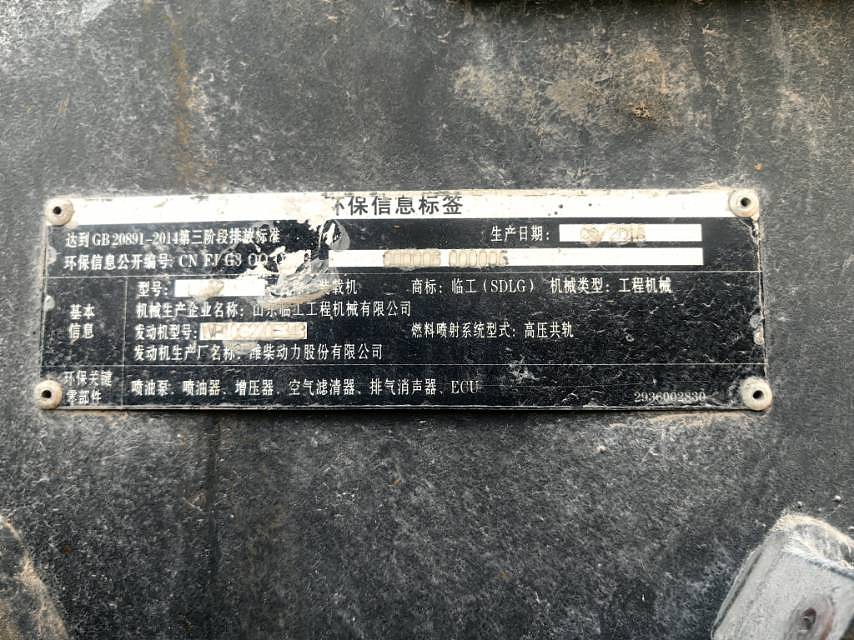 环保信息标签
达到GB 20891-2014第三阶段排放标准 生产日期:
环保信息公开编号: CN FJ G3 000005 000005
型号: 装载机 商标: 临工(SDLG) 机械类型: 工程机械
基本信息 机械生产企业名称: 山东临工工程机械有限公司
发动机型号: 燃料喷射系统型式: 高压共轨
发动机生产厂名称: 潍柴动力股份有限公司
环保关键零部件 喷油泵、喷油器、增压器、空气滤清器、排气消声器、ECU
2936002830